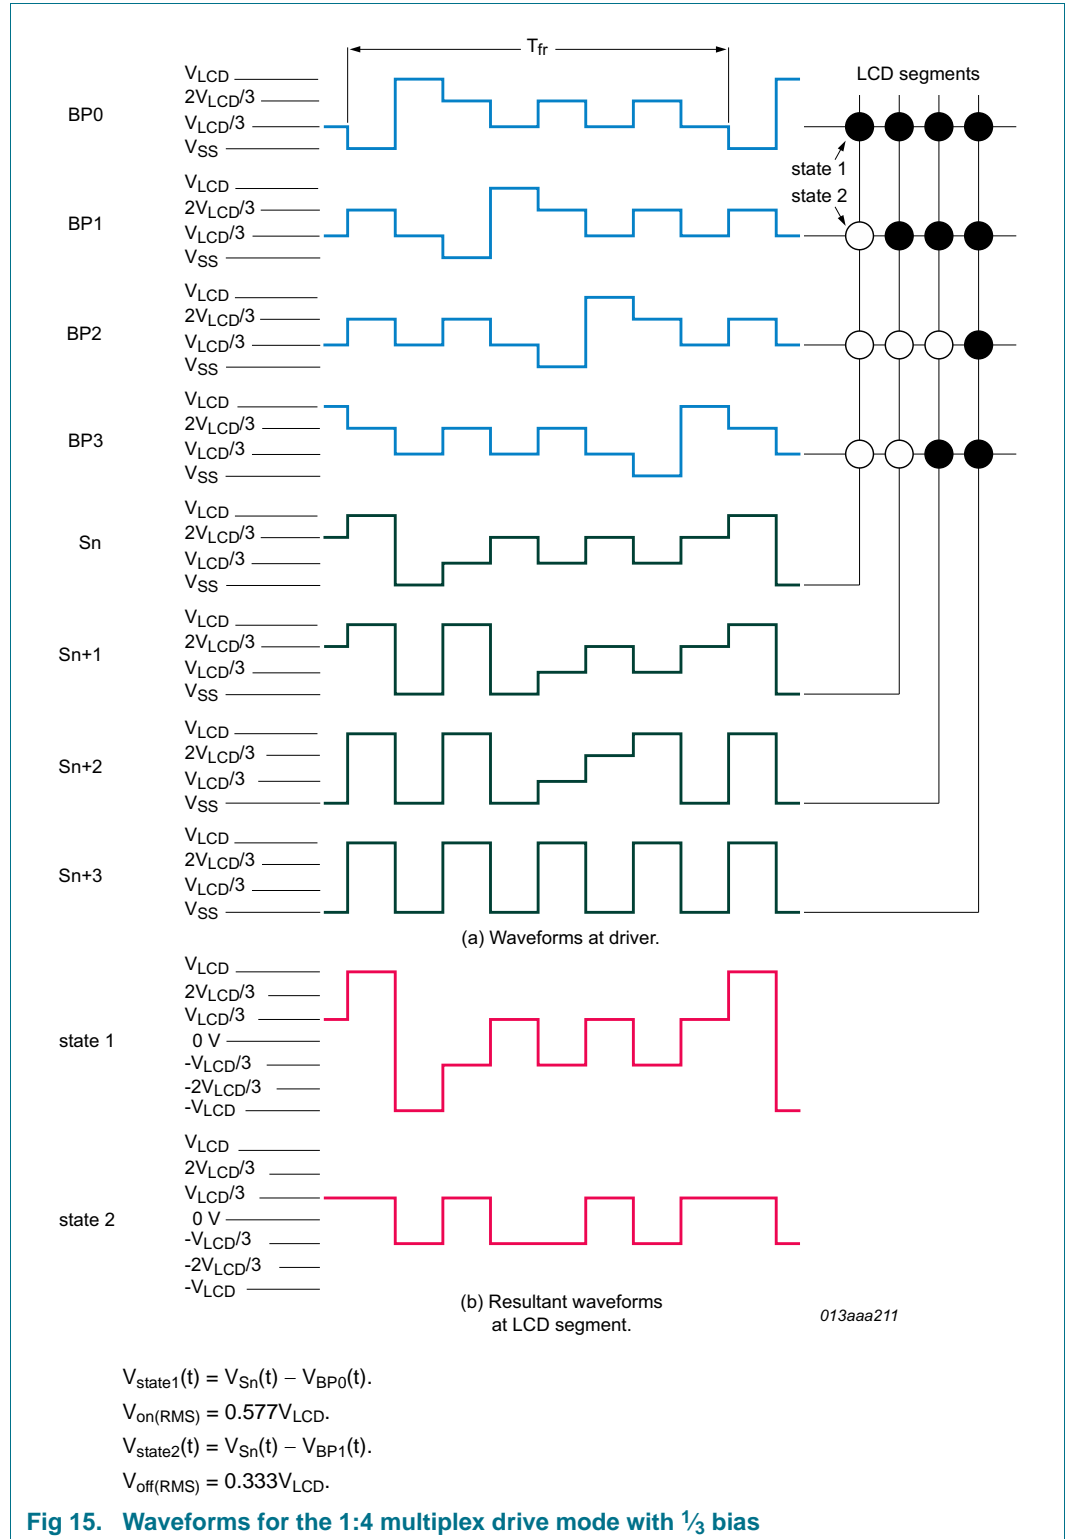 Tfr
LCD segments
BP0
VLCD
2VLCD/3
VLCD/3
VSS
state 1
state 2
BP1
VLCD
2VLCD/3
VLCD/3
VSS
BP2
VLCD
2VLCD/3
VLCD/3
VSS
BP3
VLCD
2VLCD/3
VLCD/3
VSS
Sn
VLCD
2VLCD/3
VLCD/3
VSS
Sn+1
VLCD
2VLCD/3
VLCD/3
VSS
Sn+2
VLCD
2VLCD/3
VLCD/3
VSS
Sn+3
VLCD
2VLCD/3
VLCD/3
VSS
(a) Waveforms at driver.
state 1
VLCD
2VLCD/3
VLCD/3
0 V
-VLCD/3
-2VLCD/3
-VLCD
state 2
VLCD
2VLCD/3
VLCD/3
0 V
-VLCD/3
-2VLCD/3
-VLCD
(b) Resultant waveforms
at LCD segment.
013aaa211
Vstate1(t) = VSn(t) − VBP0(t).
Von(RMS) = 0.577VLCD.
Vstate2(t) = VSn(t) − VBP1(t).
Voff(RMS) = 0.333VLCD.
Fig 15. Waveforms for the 1:4 multiplex drive mode with 1⁄3 bias